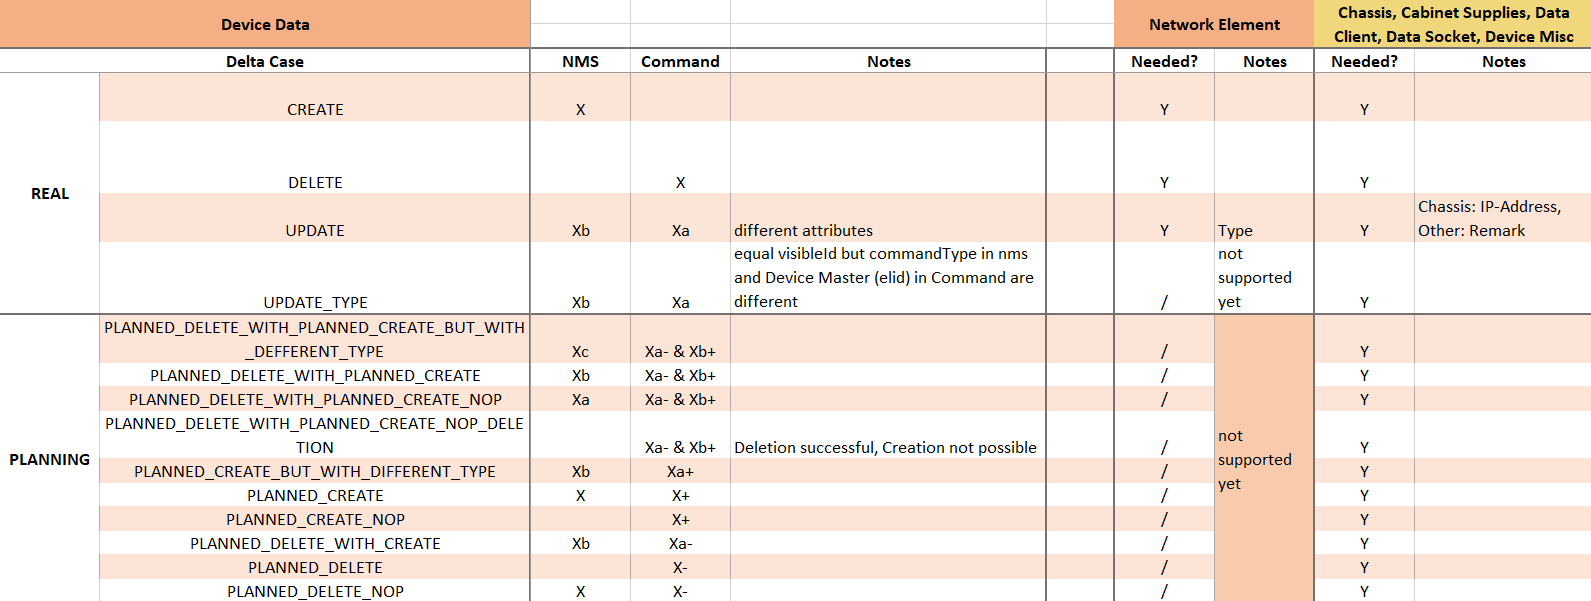 Device Data Network Element Chassis, Cabinet Supplies, Data
Client, Data Socket, Device Misc
Delta Case NMS Command Notes Needed? Notes Needed? Notes
REAL
CREATE X Y Y
DELETE X Y Y
UPDATE Xb Xa different attributes Y Type Y Chassis: IP-Address,
Other: Remark
UPDATE_TYPE Xb Xa equal visibleId but commandType in nms
and Device Master (elid) in Command are
different / not
supported
yet Y
PLANNING
PLANNED_DELETE_WITH_PLANNED_CREATE_BUT_WITH
_DEFFERENT_TYPE Xc Xa- & Xb+ / Y
PLANNED_DELETE_WITH_PLANNED_CREATE Xb Xa- & Xb+ / Y
PLANNED_DELETE_WITH_PLANNED_CREATE_NOP Xa Xa- & Xb+ / Y
PLANNED_DELETE_WITH_PLANNED_CREATE_NOP_DELE
TION Xa- & Xb+ Deletion successful, Creation not possible / Y
not
supported
yet
PLANNED_CREATE_BUT_WITH_DIFFERENT_TYPE Xb Xa+ / Y
PLANNED_CREATE X X+ / Y
PLANNED_CREATE_NOP X+ / Y
PLANNED_DELETE_WITH_CREATE Xb Xa- / Y
PLANNED_DELETE X- / Y
PLANNED_DELETE_NOP X X- / Y